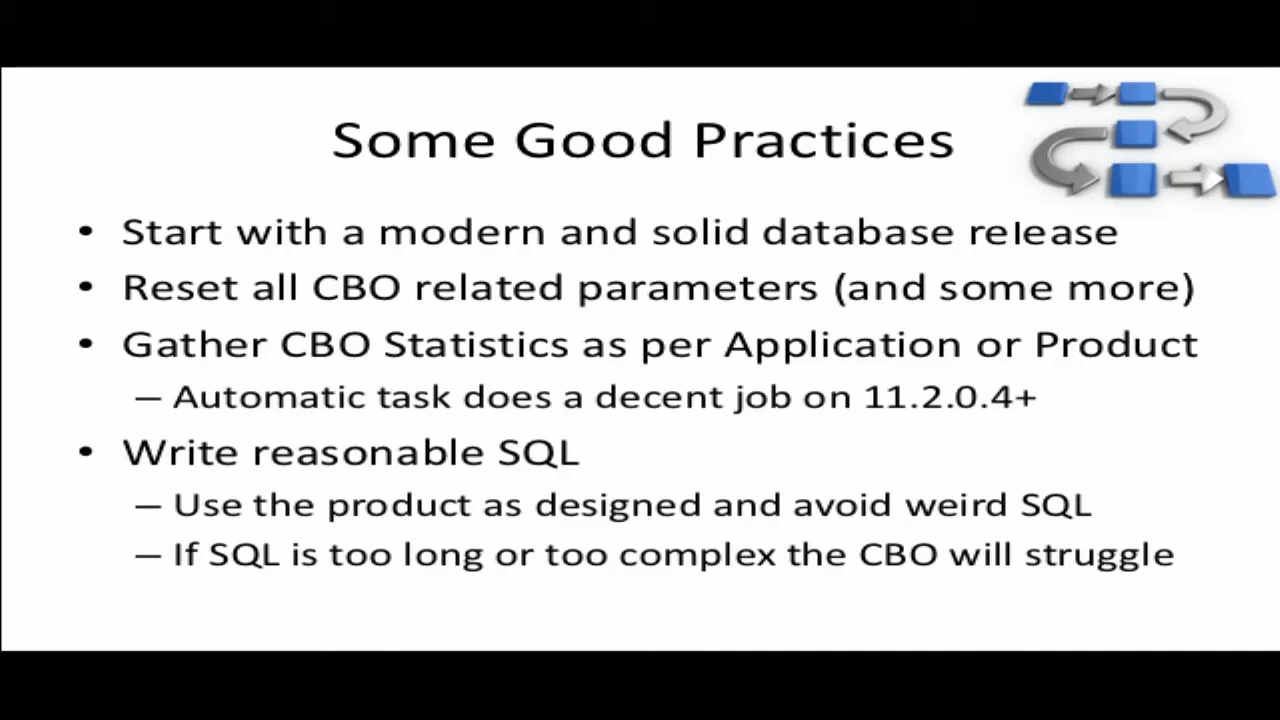 Some Good Practices
• Start with a modern and solid database release
• Reset all CBO related parameters (and some more)
• Gather CBO Statistics as per Application or Product
– Automatic task does a decent job on 11.2.0.4+
• Write reasonable SQL
– Use the product as designed and avoid weird SQL
– If SQL is too long or too complex the CBO will struggle